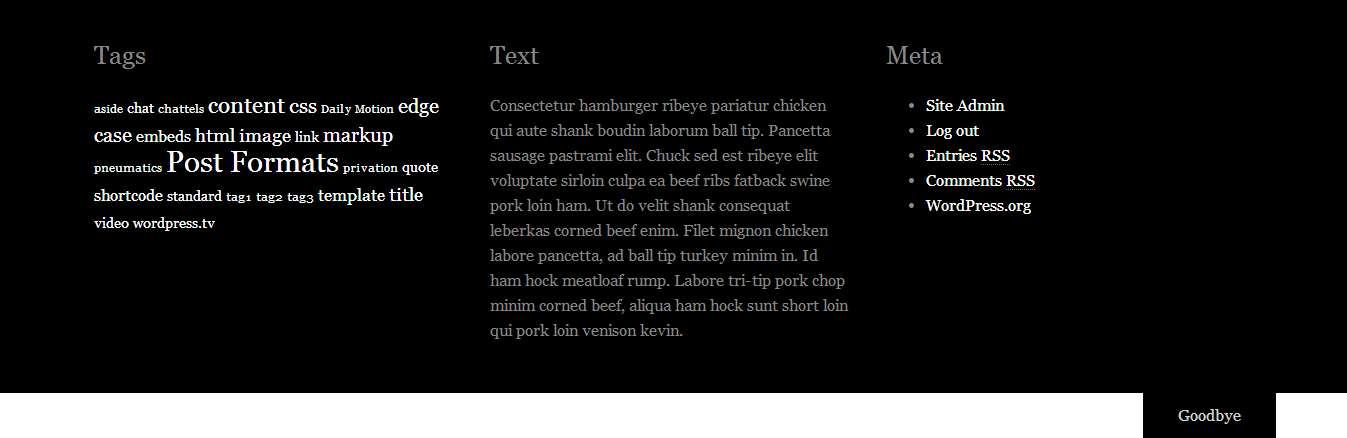 Tags
aside chat chattels content css Daily Motion edge
case embeds html image link markup
pneumatics Post Formats privation quote
shortcode standard tag1 tag2 tag3 template title
video wordpress.tv
Text
Consectetur hamburger ribeye pariatur chicken
qui aute shank boudin laborum ball tip. Pancetta
sausage pastrami elit. Chuck sed est ribeye elit
voluptate sirloin culpa ea beef ribs fatback swine
pork loin ham. Ut do velit shank consequat
leberkas corned beef enim. Filet mignon chicken
labore pancetta, ad ball tip turkey minim in. Id
ham hock meatloaf rump. Labore tri-tip pork chop
minim corned beef, aliqua ham hock sunt short loin
qui pork loin venison kevin.
Meta
Site Admin
Log out
Entries RSS
Comments RSS
WordPress.org
Goodbye